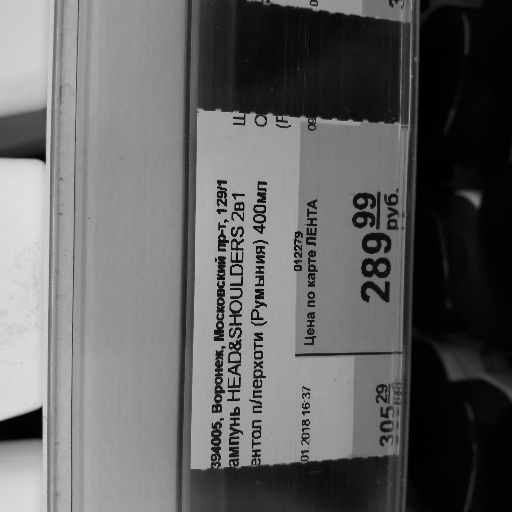 394005, Воронеж, Московский пр-т, 129/1
ампунь HEAD&SHOULDERS 2в1
ентол п/перхоти (Румыния) 400мл
012279
Цена по карте ЛЕНТА
289 99
руб.
01 2018 16:37
305 29